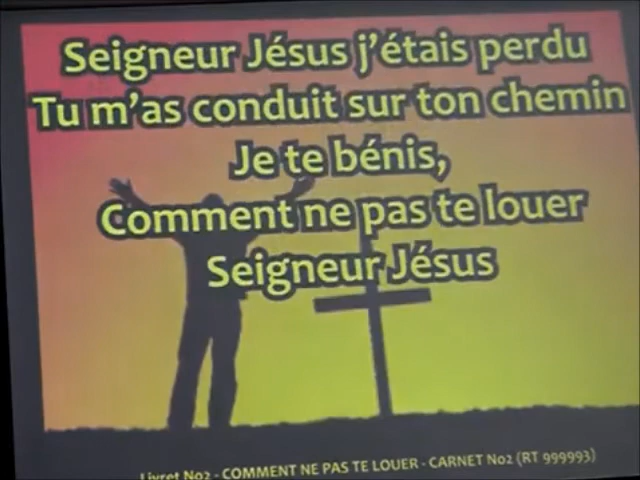 Seigneur Jésus j'étais perdu
Tu m'as conduit sur ton chemin
Je te bénis,
Comment ne pas te louer
Seigneur Jésus
Livret No2 - COMMENT NE PAS TE LOUER - CARNET No2 (RT 999993)